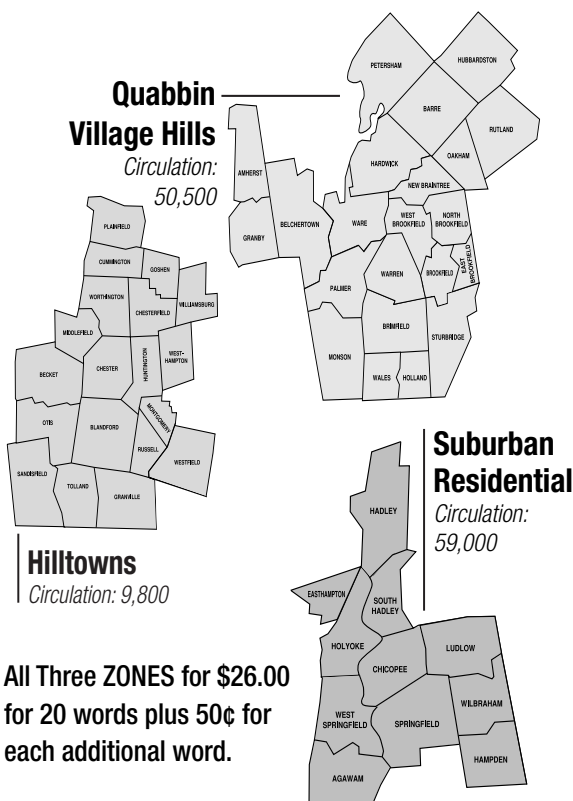 Quabbin
Village Hills
Circulation:
50,500
PETERSHAM
HUBBARDSTON
BARRE
RUTLAND
HARDWICK
OAKHAM
NEW BRAINTREE
AMHERST
BELCHERTOWN
WARE
WEST
BROOKFIELD
NORTH
BROOKFIELD
GRANBY
EAST
BROOKFIELD
BROOKFIELD
WARREN
PALMER
BRIMFIELD
STURBRIDGE
MONSON
WALES
HOLLAND
PLAINFIELD
CUMMINGTON
GOSHEN
WORTHINGTON
CHESTERFIELD
WILLIAMSBURG
MIDDLEFIELD
WEST-
HAMPTON
HUNTINGTON
CHESTER
BECKET
MONTGOMERY
OTIS
BLANDFORD
RUSSELL
WESTFIELD
SANDISFIELD
TOLLAND
GRANVILLE
Hilltowns
Circulation: 9,800
Suburban
Residential
Circulation:
59,000
HADLEY
EASTHAMPTON
SOUTH
HADLEY
HOLYOKE
CHICOPEE
LUDLOW
WEST
SPRINGFIELD
SPRINGFIELD
WILBRAHAM
HAMPDEN
AGAWAM
All Three ZONES for $26.00
for 20 words plus 50¢ for
each additional word.